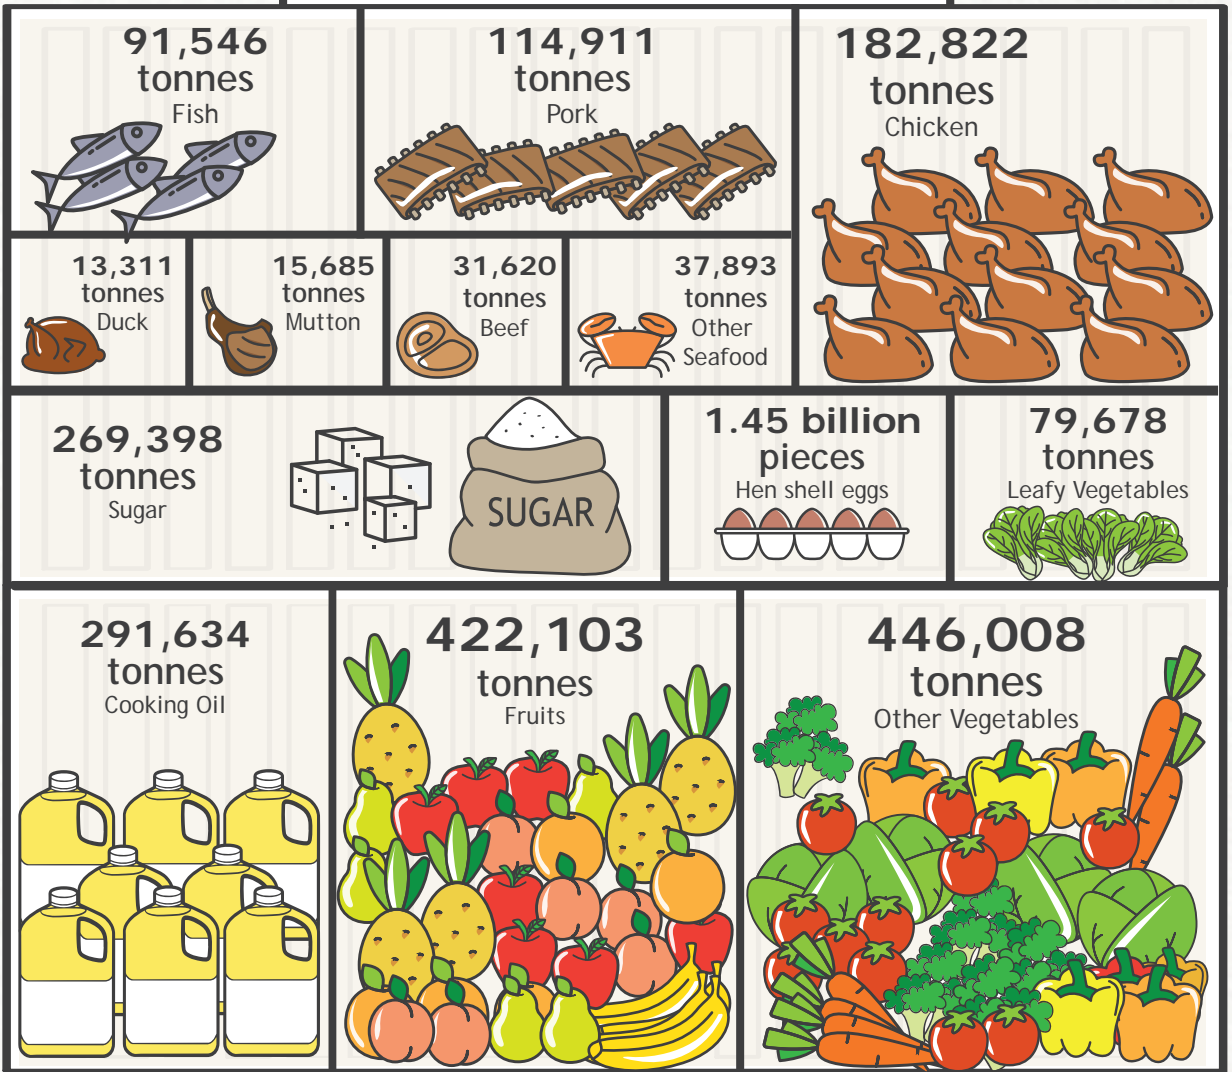 91,546
tonnes
Fish
114,911
tonnes
Pork
182,822
tonnes
Chicken
13,311
tonnes
Duck
15,685
tonnes
Mutton
31,620
tonnes
Beef
37,893
tonnes
Other
Seafood
269,398
tonnes
Sugar
SUGAR
1.45 billion
pieces
Hen shell eggs
79,678
tonnes
Leafy Vegetables
291,634
tonnes
Cooking Oil
422,103
tonnes
Fruits
446,008
tonnes
Other Vegetables